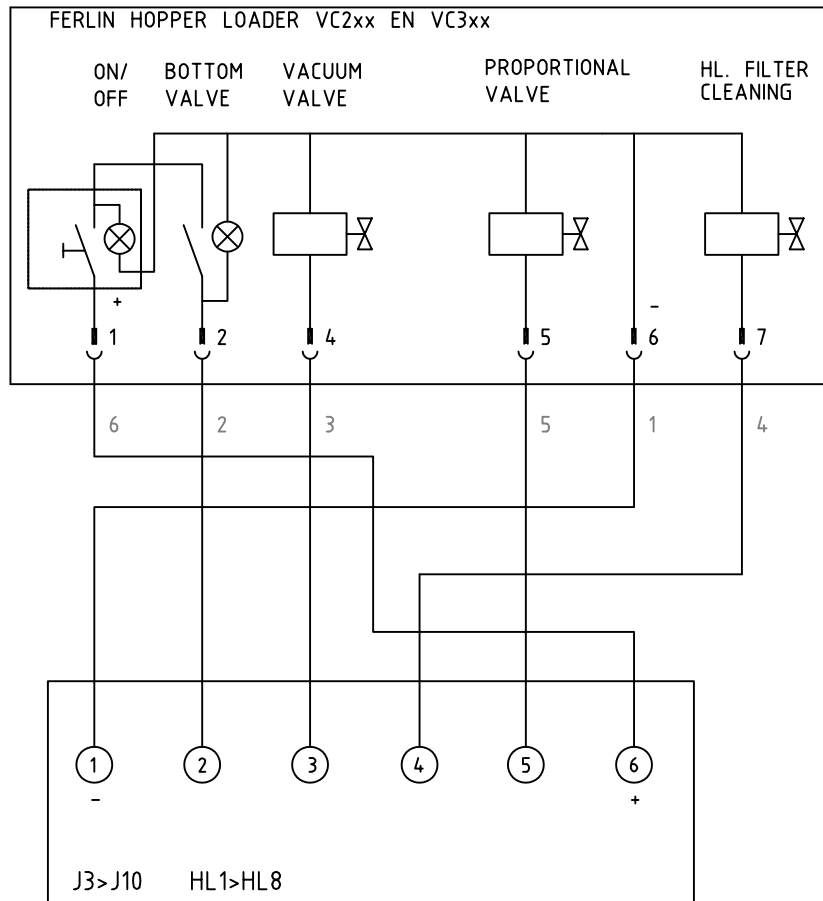 FERLIN HOPPER LOADER VC2xx EN VC3xx
ON/
OFF
BOTTOM
VALVE
VACUUM
VALVE
PROPORTIONAL
VALVE
HL. FILTER
CLEANING
+
-
1
2
4
5
6
7
6
2
3
5
1
4
1
2
3
4
5
6
-
+
J3>J10 HL1>HL8